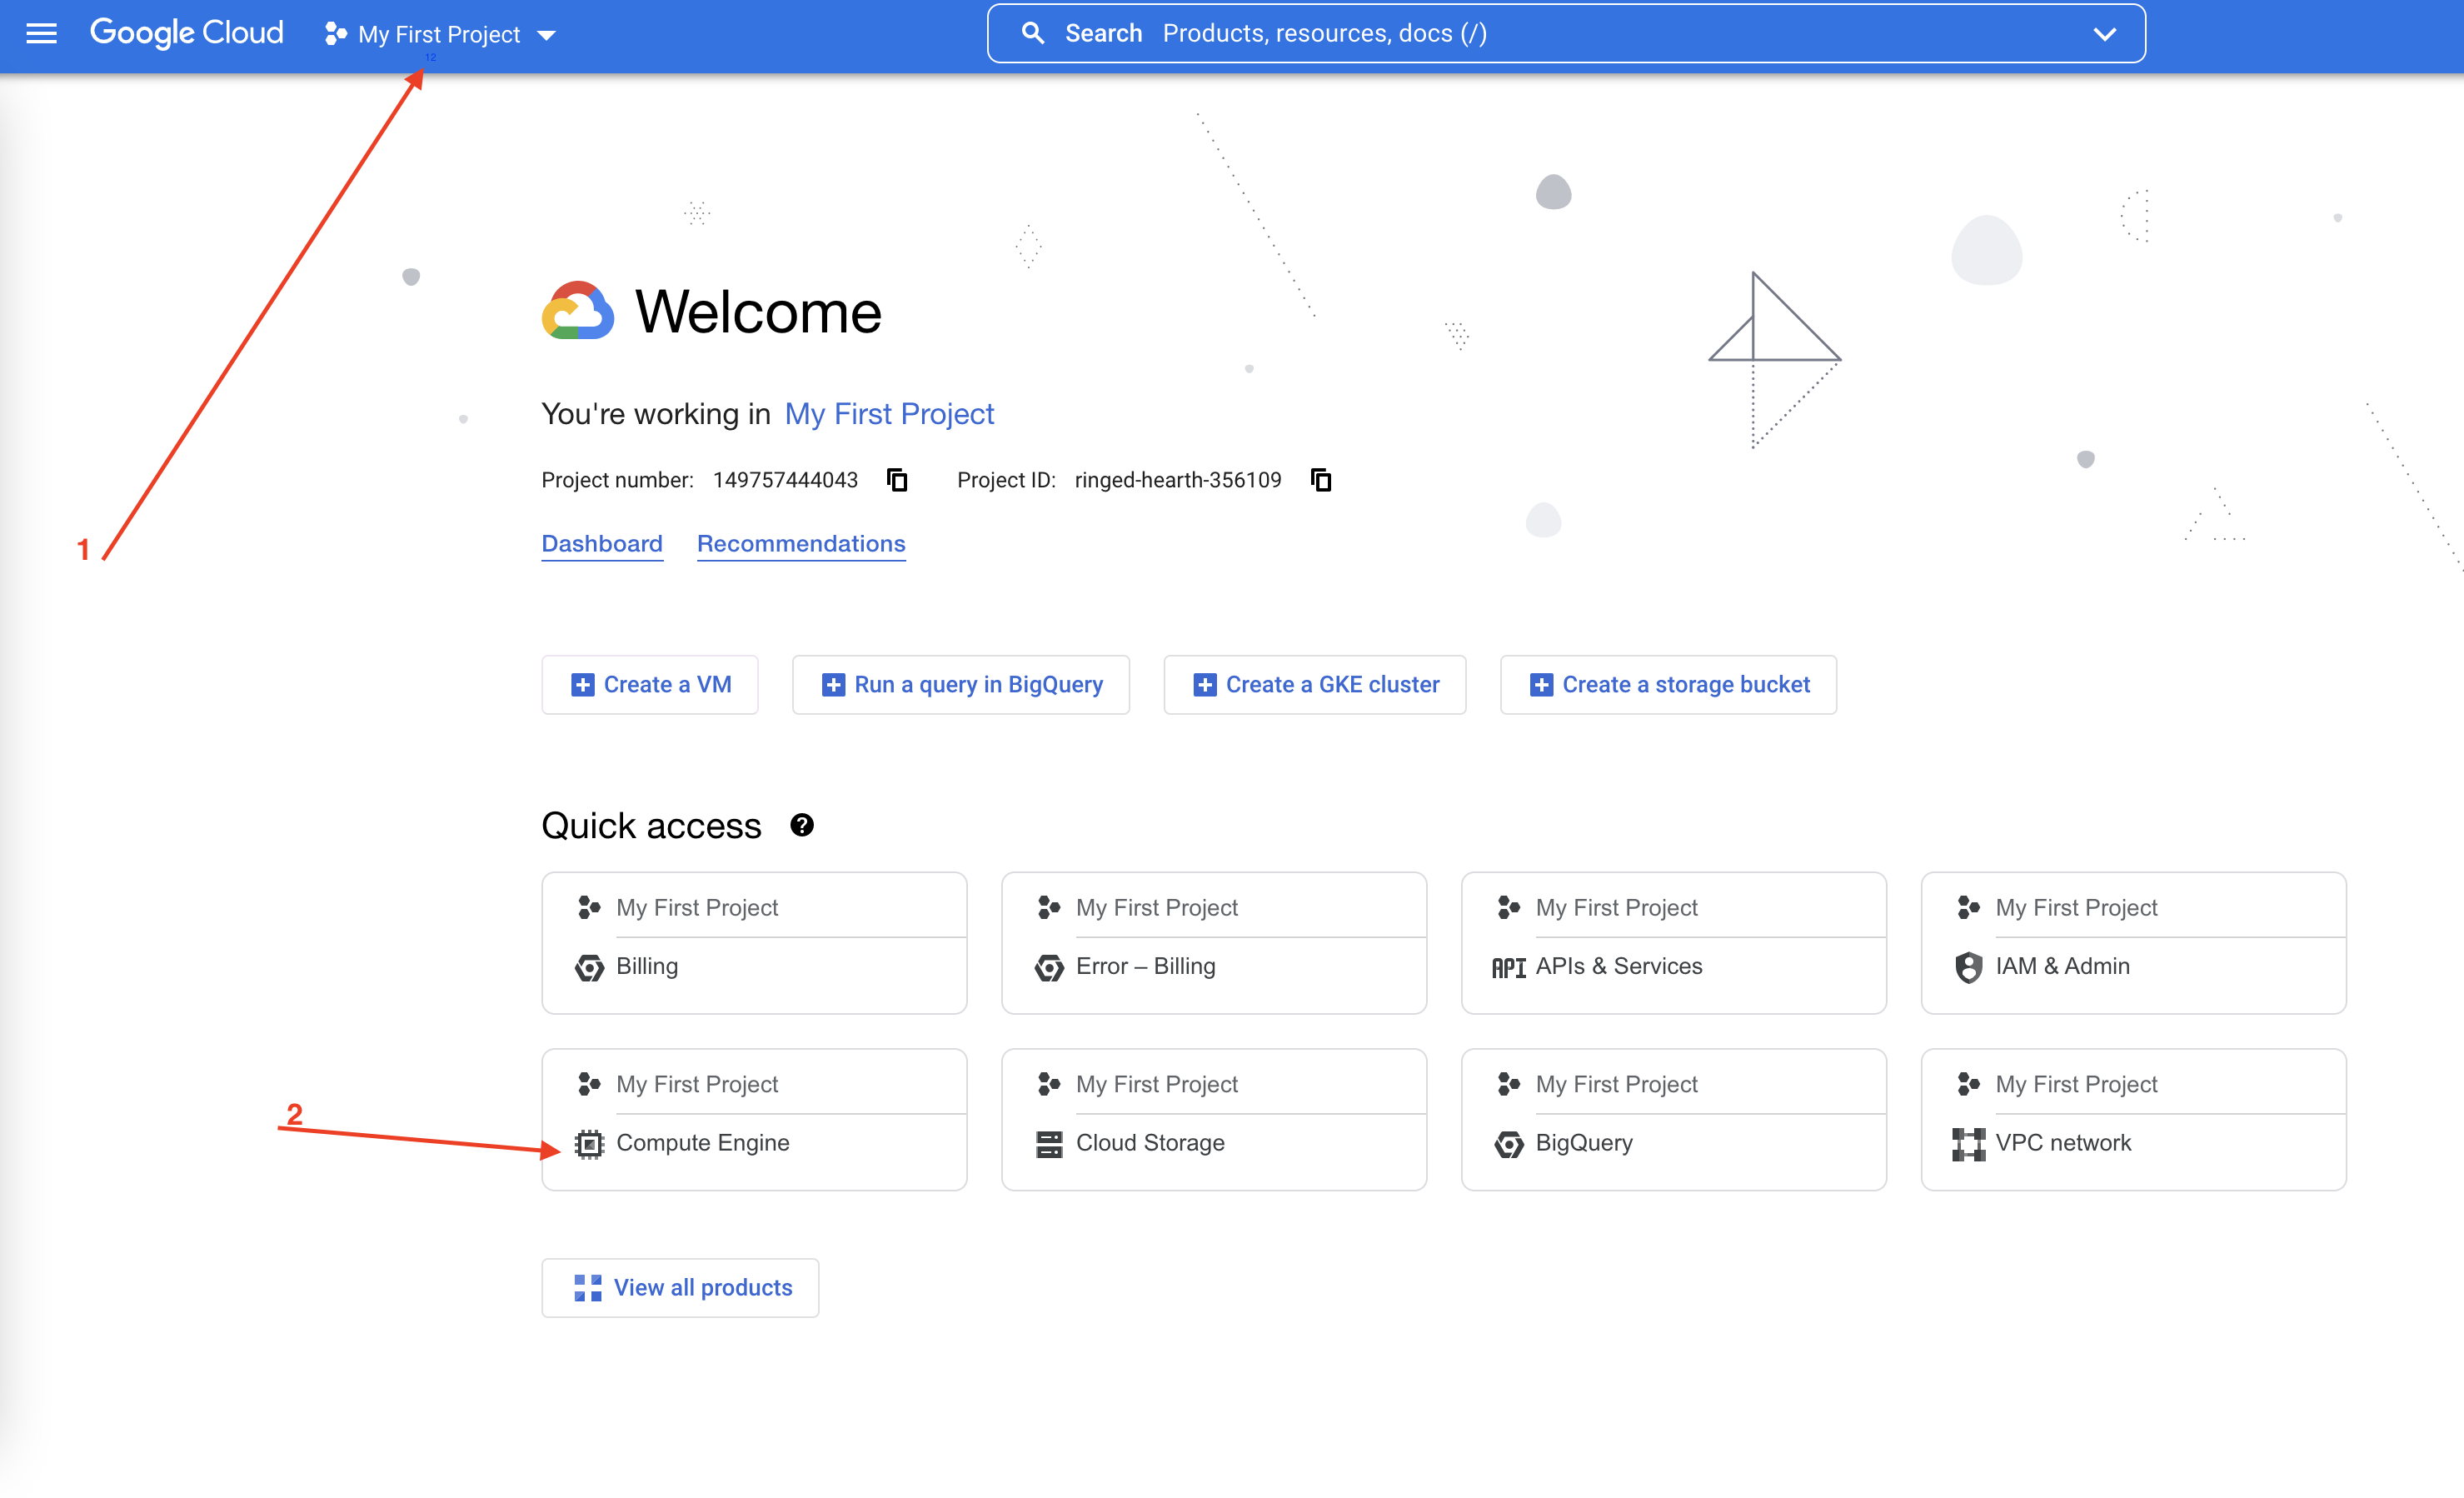 Google Cloud My First Project Search Products, resources, docs (/)
12
Welcome
You're working in My First Project
Project number: 149757444043 Project ID: ringed-hearth-356109
1
Dashboard Recommendations
Create a VM Run a query in BigQuery Create a GKE cluster Create a storage bucket
Quick access
My First Project My First Project My First Project My First Project
Billing Error – Billing API APIs & Services IAM & Admin
My First Project My First Project My First Project My First Project
2
Compute Engine Cloud Storage BigQuery VPC network
View all products